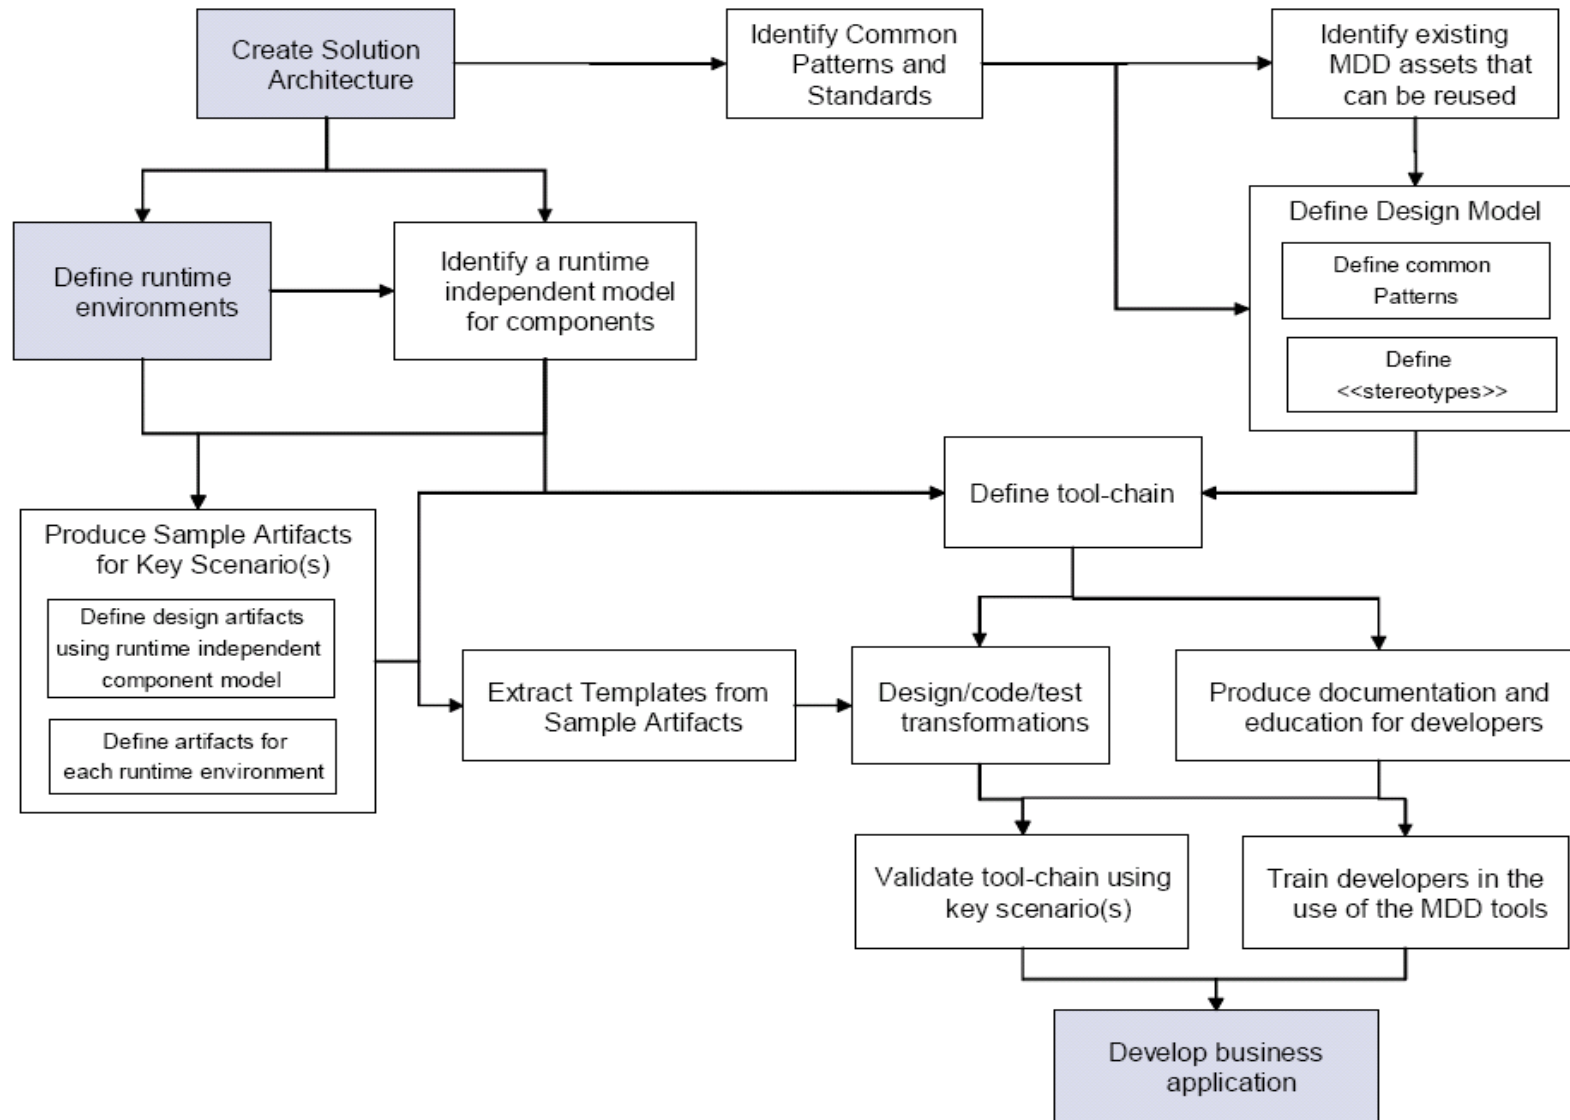 Create Solution
Architecture
Identify Common
Patterns and
Standards
Identify existing
MDD assets that
can be reused
Define runtime
environments
Identify a runtime
independent model
for components
Define Design Model
Define common
Patterns
Define
<<stereotypes>>
Define tool-chain
Produce Sample Artifacts
for Key Scenario(s)
Define design artifacts
using runtime independent
component model
Define artifacts for
each runtime environment
Extract Templates from
Sample Artifacts
Design/code/test
transformations
Produce documentation and
education for developers
Validate tool-chain using
key scenario(s)
Train developers in the
use of the MDD tools
Develop business
application